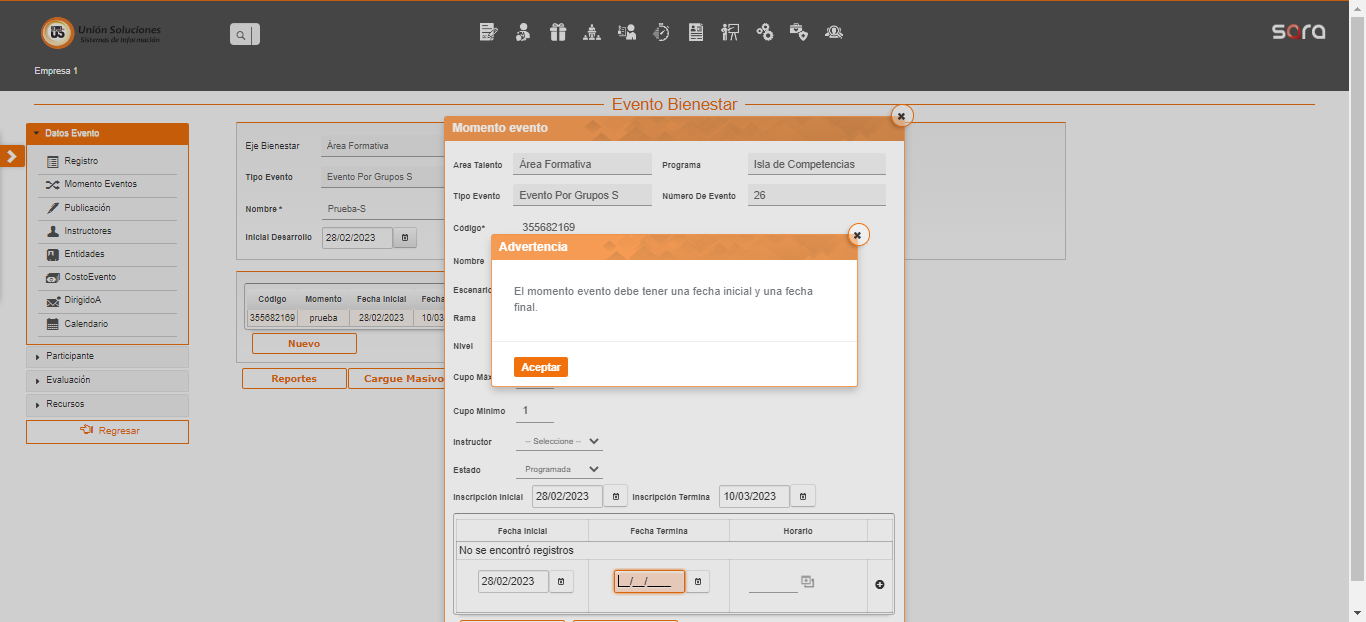 Unión Soluciones
Sistemas de Información
sara
Empresa 1
Evento Bienestar
Datos Evento
Registro
Momento Eventos
Publicación
Instructores
Entidades
CostoEvento
DirigidoA
Calendario
Participante
Evaluación
Recursos
Regresar
Eje Bienestar Área Formativa
Tipo Evento Evento Por Grupos S
Nombre * Prueba-S
Inicial Desarrollo 28/02/2023
Código Momento Fecha Inicial Fecha
355682169 prueba 28/02/2023 10/03
Nuevo
Reportes Cargue Masivo
Momento evento
Area Talento Área Formativa Programa Isla de Competencias
Tipo Evento Evento Por Grupos S Número De Evento 26
Código* 355682169
Nombre
Escenario
Rama
Nivel
Cupo Máx
Advertencia
El momento evento debe tener una fecha inicial y una fecha
final.
Aceptar
Cupo Mínimo 1
Instructor -- Seleccione --
Estado Programada
Inscripción Inicial 28/02/2023 Inscripción Termina 10/03/2023
Fecha Inicial Fecha Termina Horario
No se encontró registros
28/02/2023 __/__/____